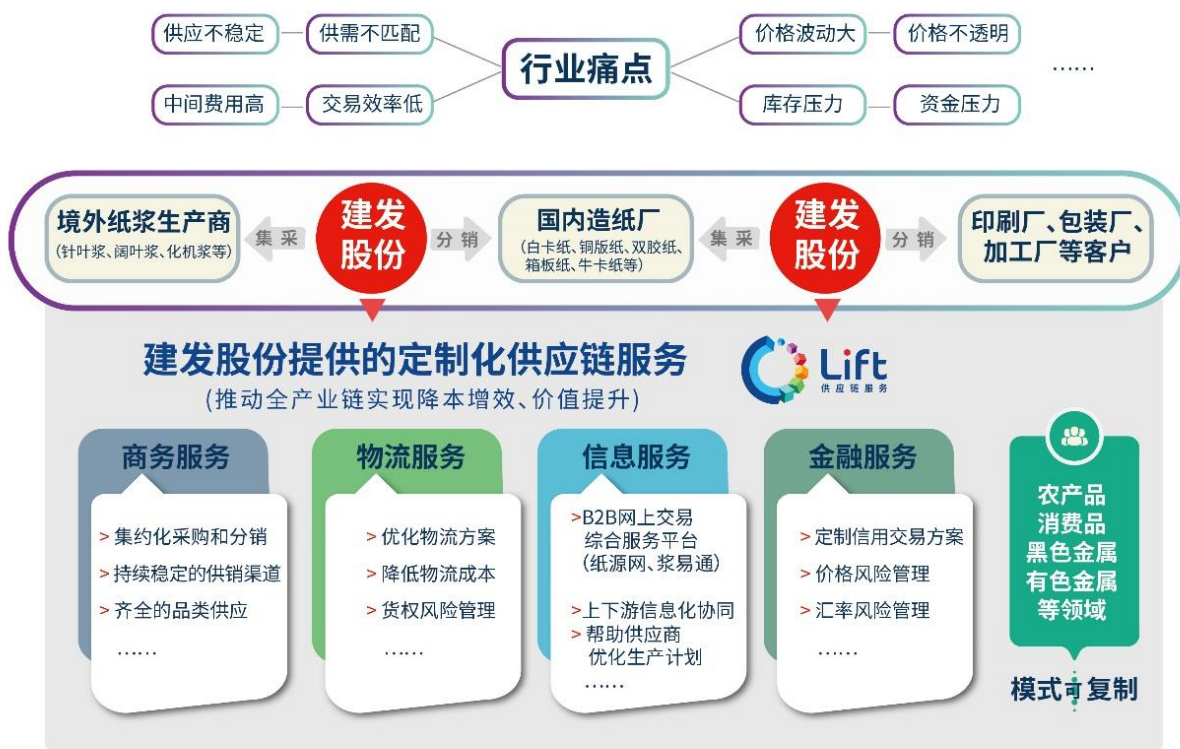 供应不稳定
供需不匹配
行业痛点
价格波动大
价格不透明
……
中间费用高
交易效率低
库存压力
资金压力
境外纸浆生产商
(针叶浆、阔叶浆、化机浆等)
集采
建发
股份
分销
国内造纸厂
(白卡纸、铜版纸、双胶纸、
箱板纸、牛卡纸等)
集采
建发
股份
分销
印刷厂、包装厂、
加工厂等客户
建发股份提供的定制化供应链服务
(推动全产业链实现降本增效、价值提升)
Lift
供应链服务
商务服务
> 集约化采购和分销
> 持续稳定的供销渠道
> 齐全的品类供应
……
物流服务
> 优化物流方案
> 降低物流成本
> 货权风险管理
……
信息服务
>B2B网上交易
综合服务平台
(纸源网、浆易通)
>上下游信息化协同
> 帮助供应商
优化生产计划
……
金融服务
> 定制信用交易方案
> 价格风险管理
> 汇率风险管理
……
农产品
消费品
黑色金属
有色金属
等领域
模式可复制